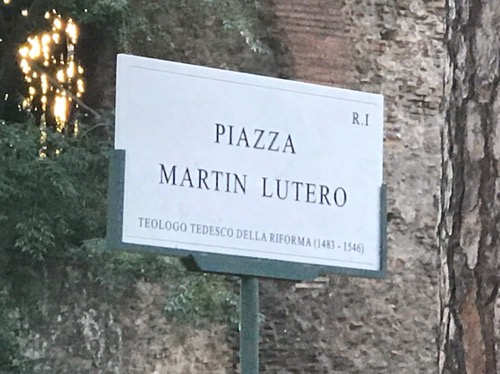 R.I
PIAZZA
MARTIN LUTERO
TEOLOGO TEDESCO DELLA RIFORMA (1483 - 1546)